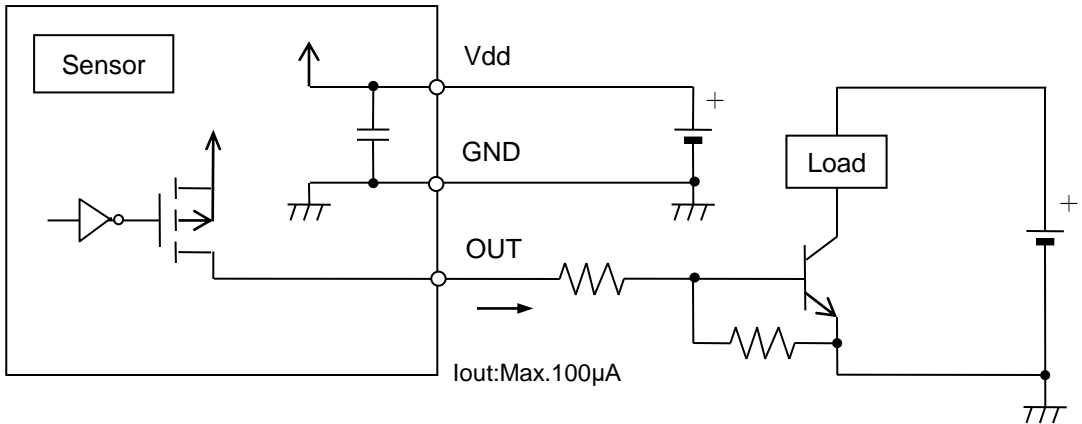 Sensor
Vdd
+
GND
Load
+
OUT
Iout:Max.100µA